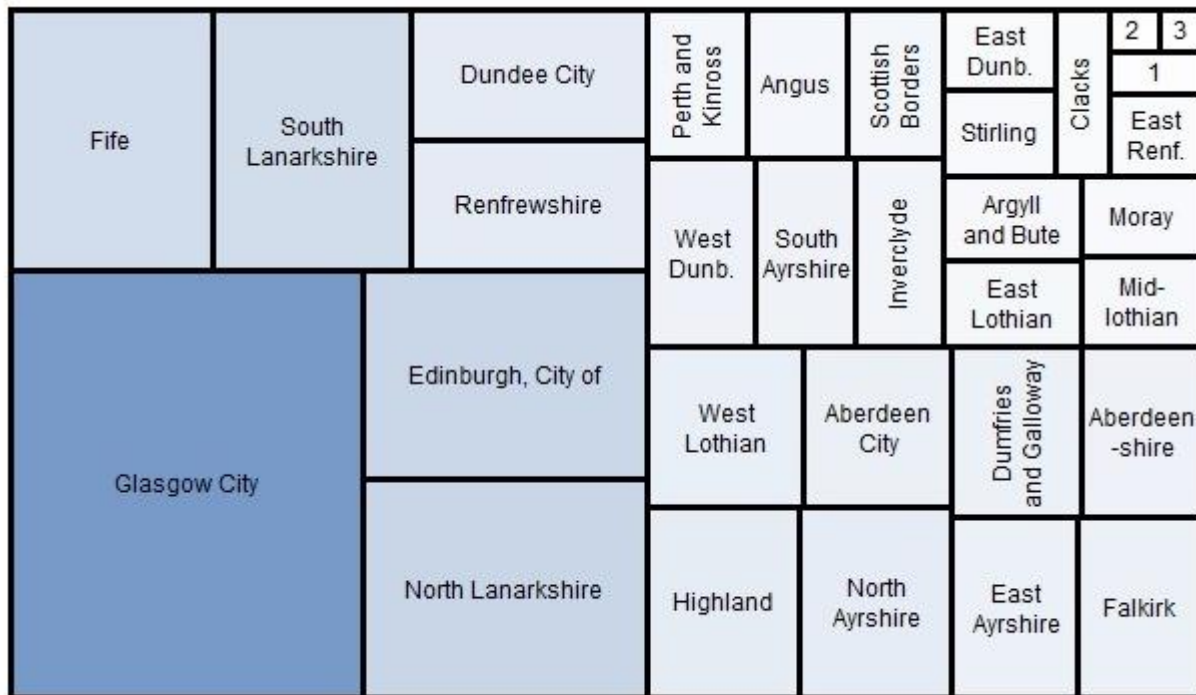 Fife
South
Lanarkshire
Dundee City
Renfrewshire
Glasgow City
Edinburgh, City of
North Lanarkshire
Perth and
Kinross
Angus
Scottish
Borders
East
Dunb.
Stirling
Clacks
2
3
1
East
Renf.
West
Dunb.
South
Ayrshire
Inverclyde
Argyll
and Bute
Moray
East
Lothian
Mid-
lothian
West
Lothian
Aberdeen
City
Dumfries
and Galloway
Aberdeen
-shire
Highland
North
Ayrshire
East
Ayrshire
Falkirk